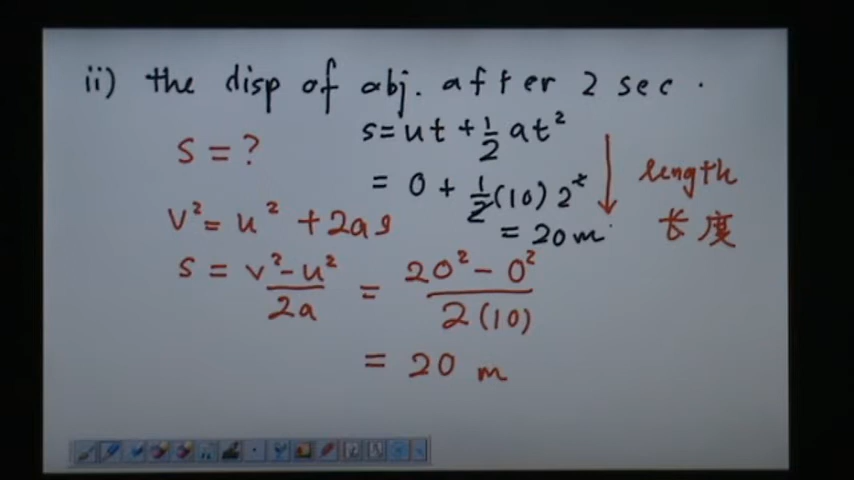 ii) the disp of obj. after 2 sec.
s = ?
s = ut + 1/2 at²
= 0 + 1/2 (10) 2²
= 20 m
length
长度
v² = u² + 2as
s = v² - u² / 2a = 20² - 0² / 2(10)
= 20 m